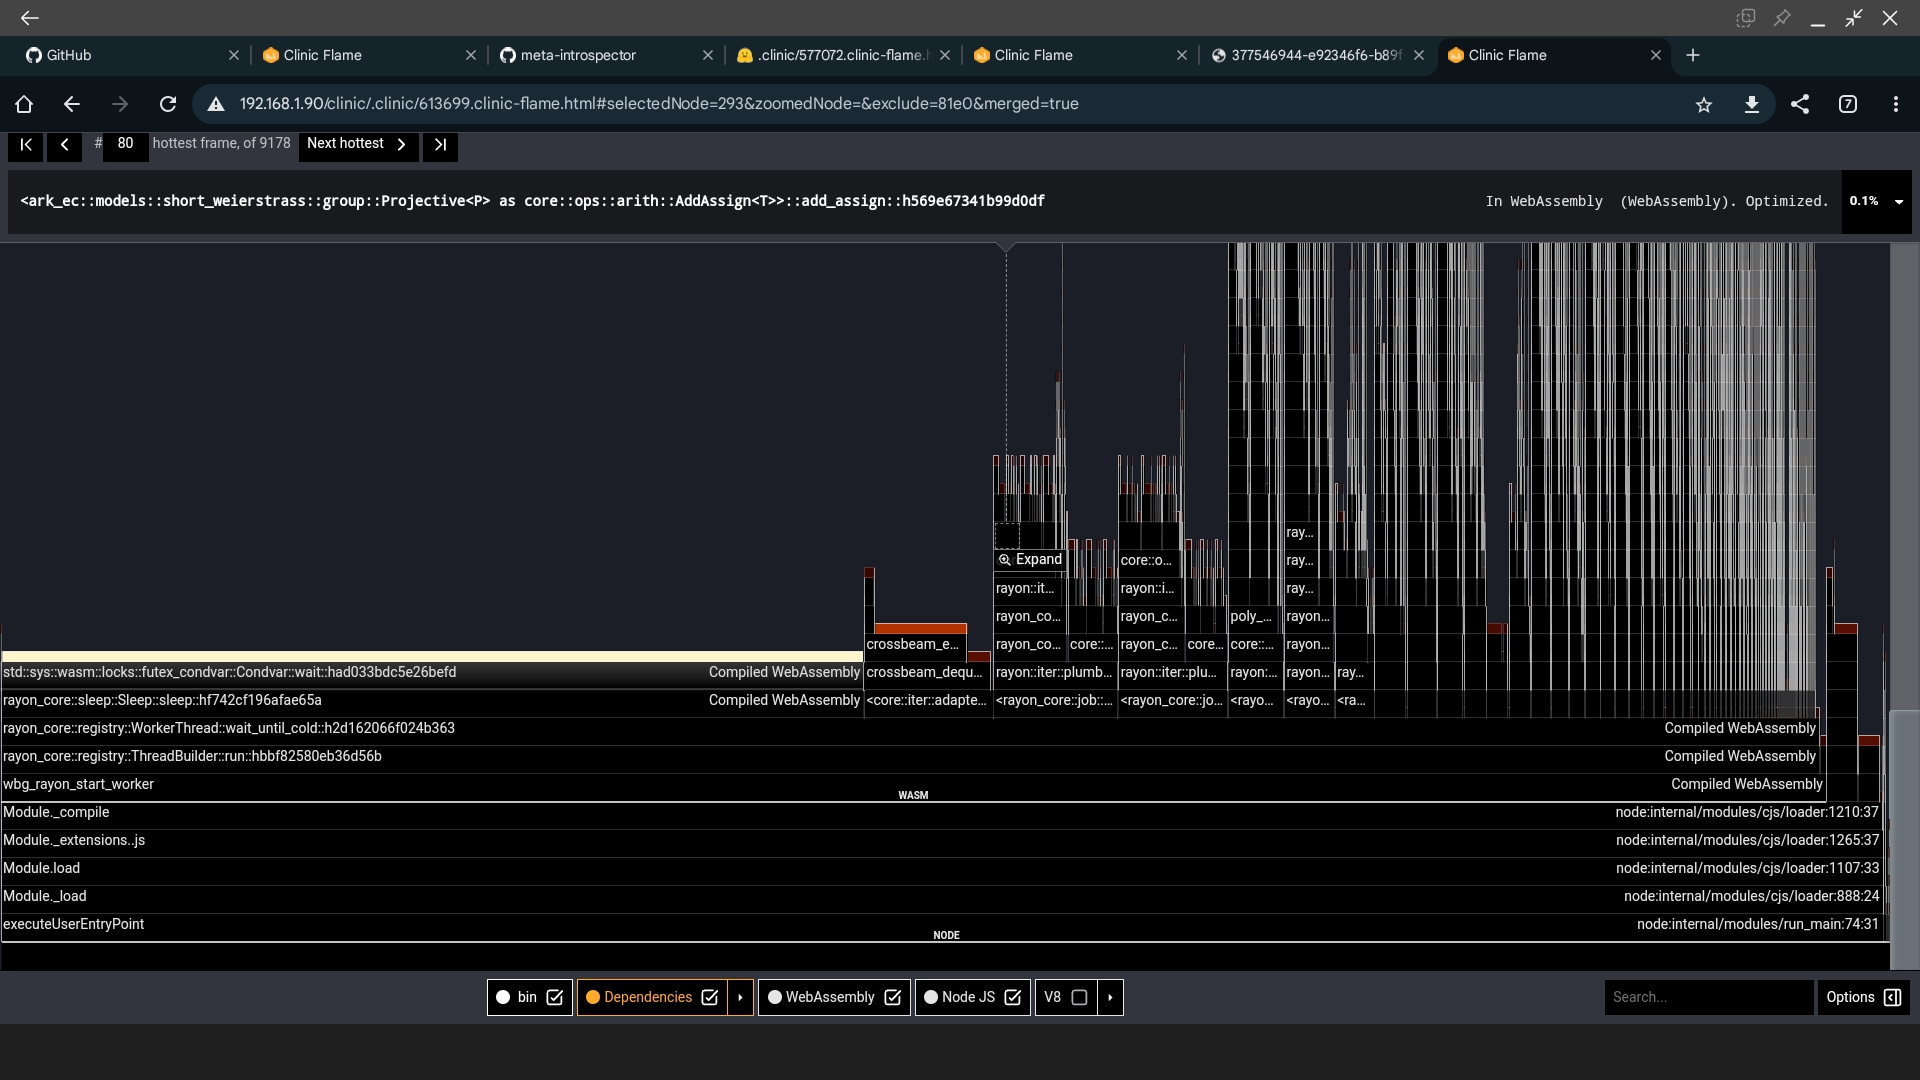 GitHub
Clinic Flame
meta-introspector
.clinic/577072.clinic-flame.
Clinic Flame
377546944-e92346f6-b89f
Clinic Flame
192.168.1.90/clinic/.clinic/613699.clinic-flame.html#selectedNode=293&zoomedNode=&exclude=81e0&merged=true
7
# 80 hottest frame, of 9178 Next hottest
<ark_ec::models::short_weierstrass::group::Projective<P> as core::ops::arith::AddAssign<T>>::add_assign::h569e67341b99d0df
In WebAssembly (WebAssembly). Optimized. 0.1%
ray...
Expand core::o... ray...
rayon::it... rayon::i... ray...
rayon_co... rayon_c... poly_... rayon...
crossbeam_e... rayon_co... core::... rayon_c... core... core::... rayon...
std::sys::wasm::locks::futex_condvar::Condvar::wait::had033bdc5e26befd Compiled WebAssembly crossbeam_dequ... rayon::iter::plumb... rayon::iter::plu... rayon:... rayon... ray...
rayon_core::sleep::Sleep::sleep::hf742cf196afae65a Compiled WebAssembly <core::iter::adapte... <rayon_core::job::... <rayon_core::jo... <rayo... <rayo... <ra...
rayon_core::registry::WorkerThread::wait_until_cold::h2d162066f024b363 Compiled WebAssembly
rayon_core::registry::ThreadBuilder::run::hbbf82580eb36d56b Compiled WebAssembly
wbg_rayon_start_worker Compiled WebAssembly
WASM
Module._compile node:internal/modules/cjs/loader:1210:37
Module._extensions..js node:internal/modules/cjs/loader:1265:37
Module.load node:internal/modules/cjs/loader:1107:33
Module._load node:internal/modules/cjs/loader:888:24
executeUserEntryPoint node:internal/modules/run_main:74:31
NODE
bin Dependencies WebAssembly Node JS V8 Search... Options